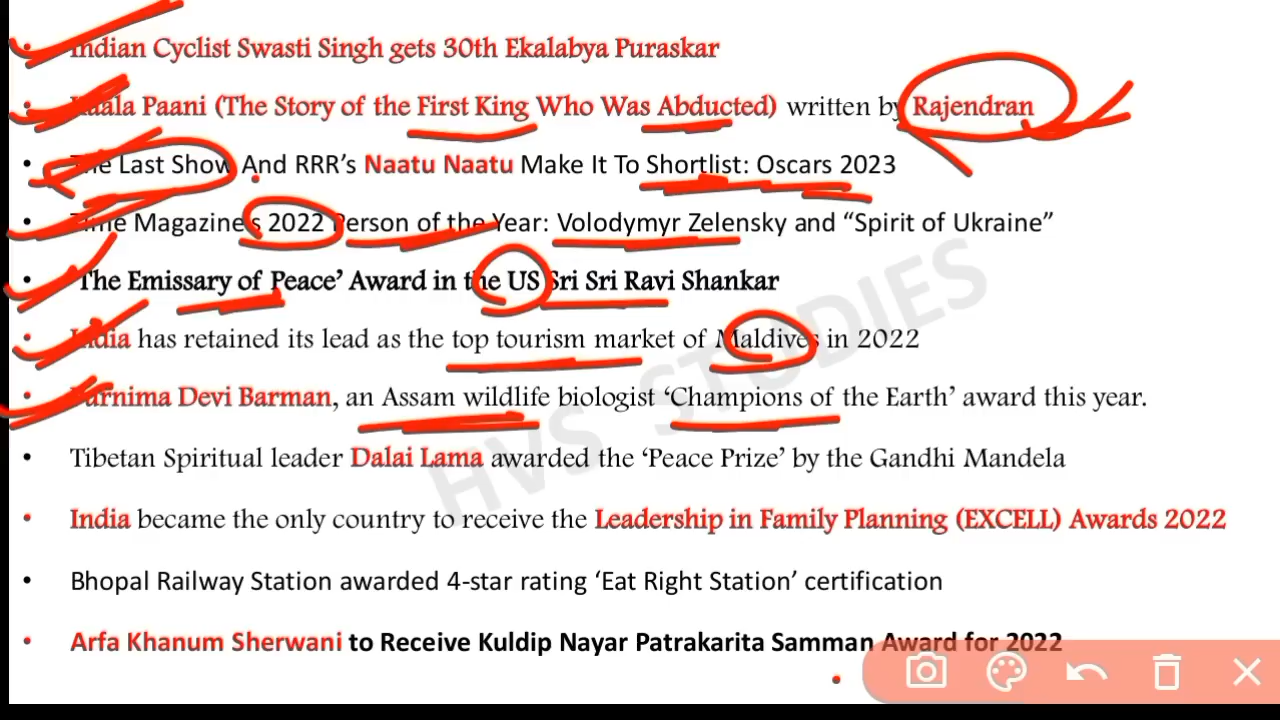 • Indian Cyclist Swasti Singh gets 30th Ekalabya Puraskar
• Kaala Paani (The Story of the First King Who Was Abducted) written by Rajendran
• The Last Show And RRR’s Naatu Naatu Make It To Shortlist: Oscars 2023
• Time Magazine’s 2022 Person of the Year: Volodymyr Zelensky and “Spirit of Ukraine”
• ‘The Emissary of Peace’ Award in the US Sri Sri Ravi Shankar
• India has retained its lead as the top tourism market of Maldives in 2022
• Purnima Devi Barman, an Assam wildlife biologist ‘Champions of the Earth’ award this year.
• Tibetan Spiritual leader Dalai Lama awarded the ‘Peace Prize’ by the Gandhi Mandela
• India became the only country to receive the Leadership in Family Planning (EXCELL) Awards 2022
• Bhopal Railway Station awarded 4-star rating ‘Eat Right Station’ certification
• Arfa Khanum Sherwani to Receive Kuldip Nayar Patrakarita Samman Award for 2022
HVS STUDIES